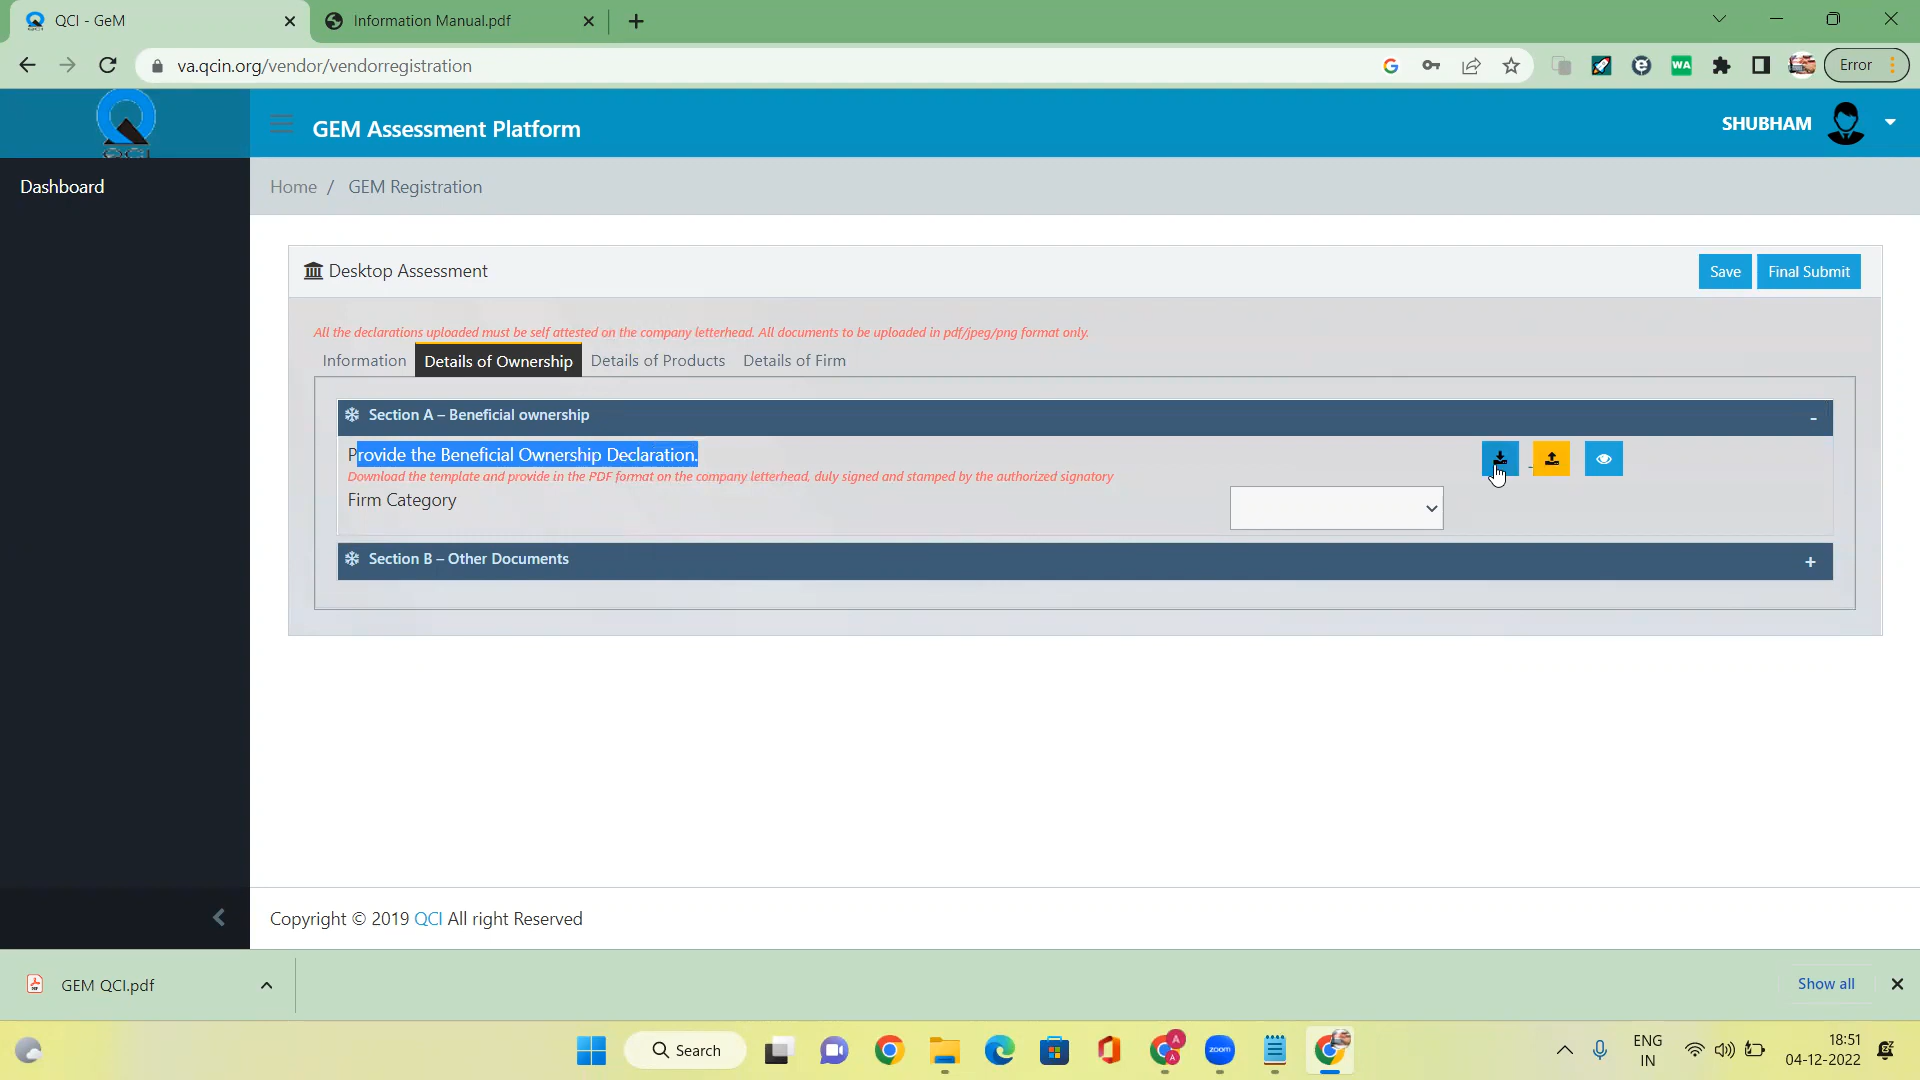 QCI - GeM
Information Manual.pdf
va.qcin.org/vendor/vendorregistration
WA
Error
QCI
GEM Assessment Platform
SHUBHAM
Dashboard
Home / GEM Registration
Desktop Assessment
Save
Final Submit
All the declarations uploaded must be self attested on the company letterhead. All documents to be uploaded in pdf/jpeg/png format only.
Information
Details of Ownership
Details of Products
Details of Firm
Section A – Beneficial ownership
-
Provide the Beneficial Ownership Declaration.
Download the template and provide in the PDF format on the company letterhead, duly signed and stamped by the authorized signatory
Firm Category
Section B – Other Documents
+
Copyright © 2019 QCI All right Reserved
GEM QCI.pdf
Show all
Search
A
A
zoom
ENG
IN
18:51
04-12-2022